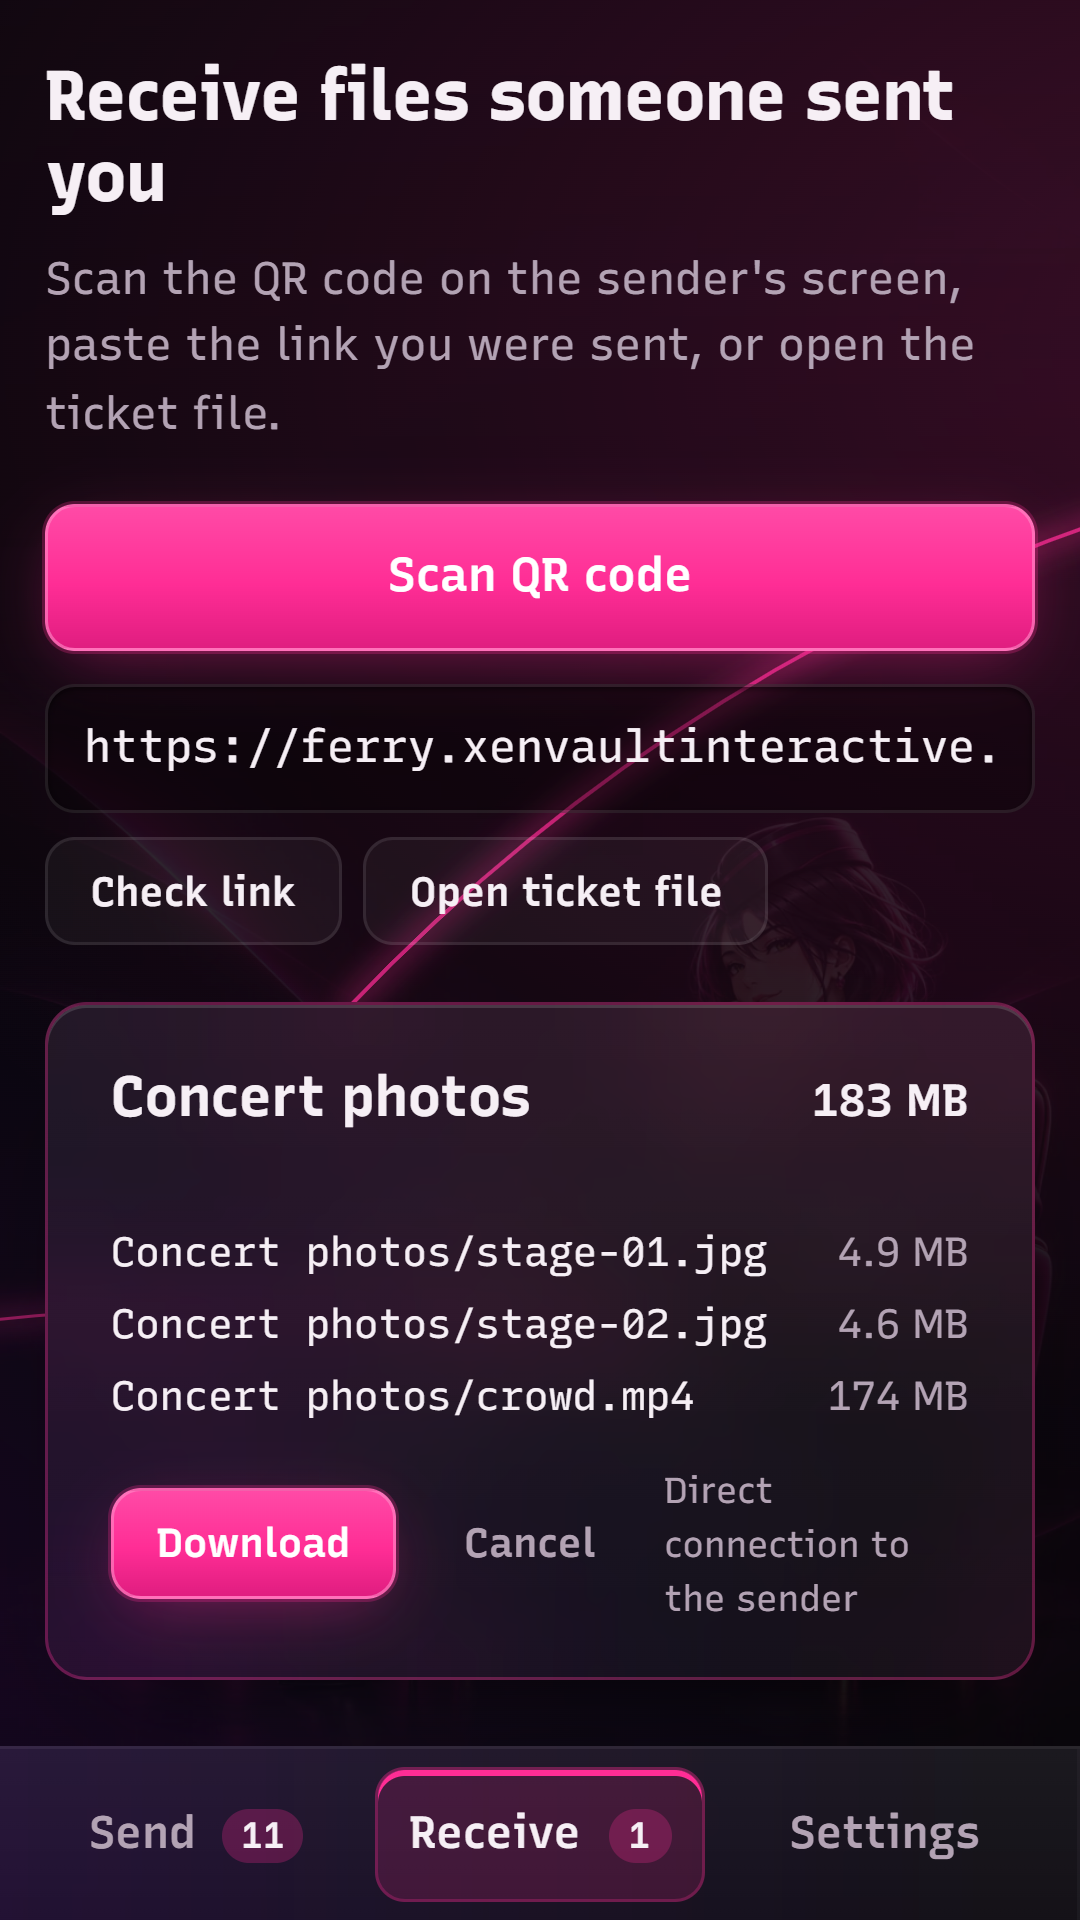 Receive files someone sent
you
Scan the QR code on the sender's screen,
paste the link you were sent, or open the
ticket file.
Scan QR code
https://ferry.xenvaultinteractive.
Check link
Open ticket file
Concert photos 183 MB
Concert photos/stage-01.jpg 4.9 MB
Concert photos/stage-02.jpg 4.6 MB
Concert photos/crowd.mp4 174 MB
Download
Cancel
Direct
connection to
the sender
Send 11
Receive 1
Settings